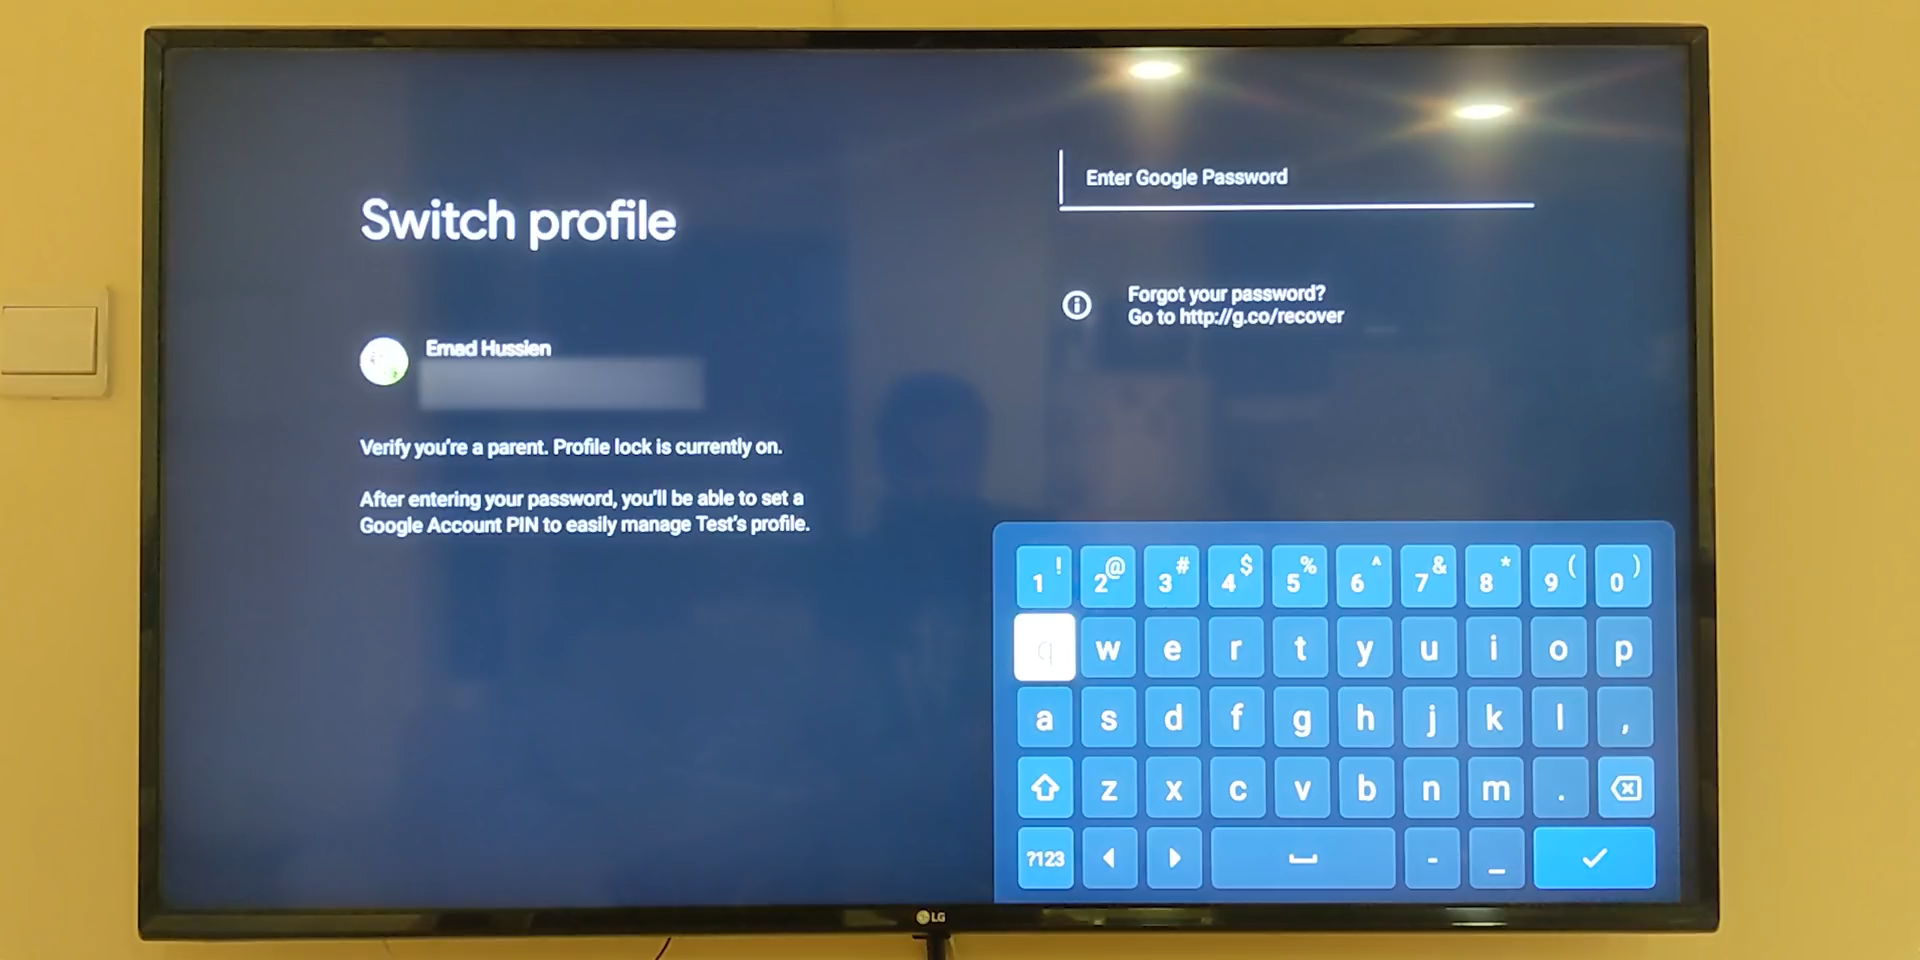 Switch profile
Emad Hussien
Verify you're a parent. Profile lock is currently on.
After entering your password, you'll be able to set a
Google Account PIN to easily manage Test's profile.
Enter Google Password
Forgot your password?
Go to http://g.co/recover
1 ! 2 @ 3 # 4 $ 5 % 6 ^ 7 & 8 * 9 ( 0 )
q w e r t y u i o p
a s d f g h j k l ,
z x c v b n m .
?123 - _
LG